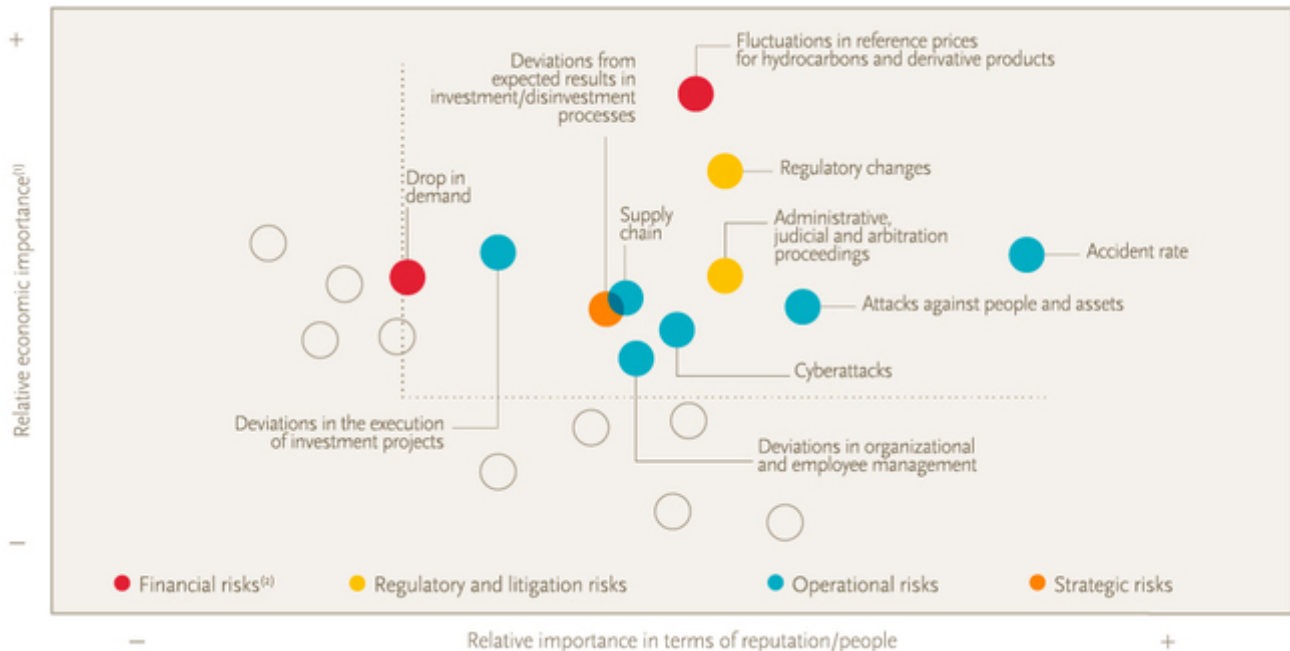 +
Fluctuations in reference prices
for hydrocarbons and derivative products
Deviations from
expected results in
investment/disinvestment
processes
Regulatory changes
Drop in
demand
Supply
chain
Administrative,
judicial and arbitration
proceedings
Accident rate
Attacks against people and assets
Cyberattacks
Deviations in the execution
of investment projects
Deviations in organizational
and employee management
Relative economic importance(1)
–
Financial risks(2)
Regulatory and litigation risks
Operational risks
Strategic risks
–
Relative importance in terms of reputation/people
+